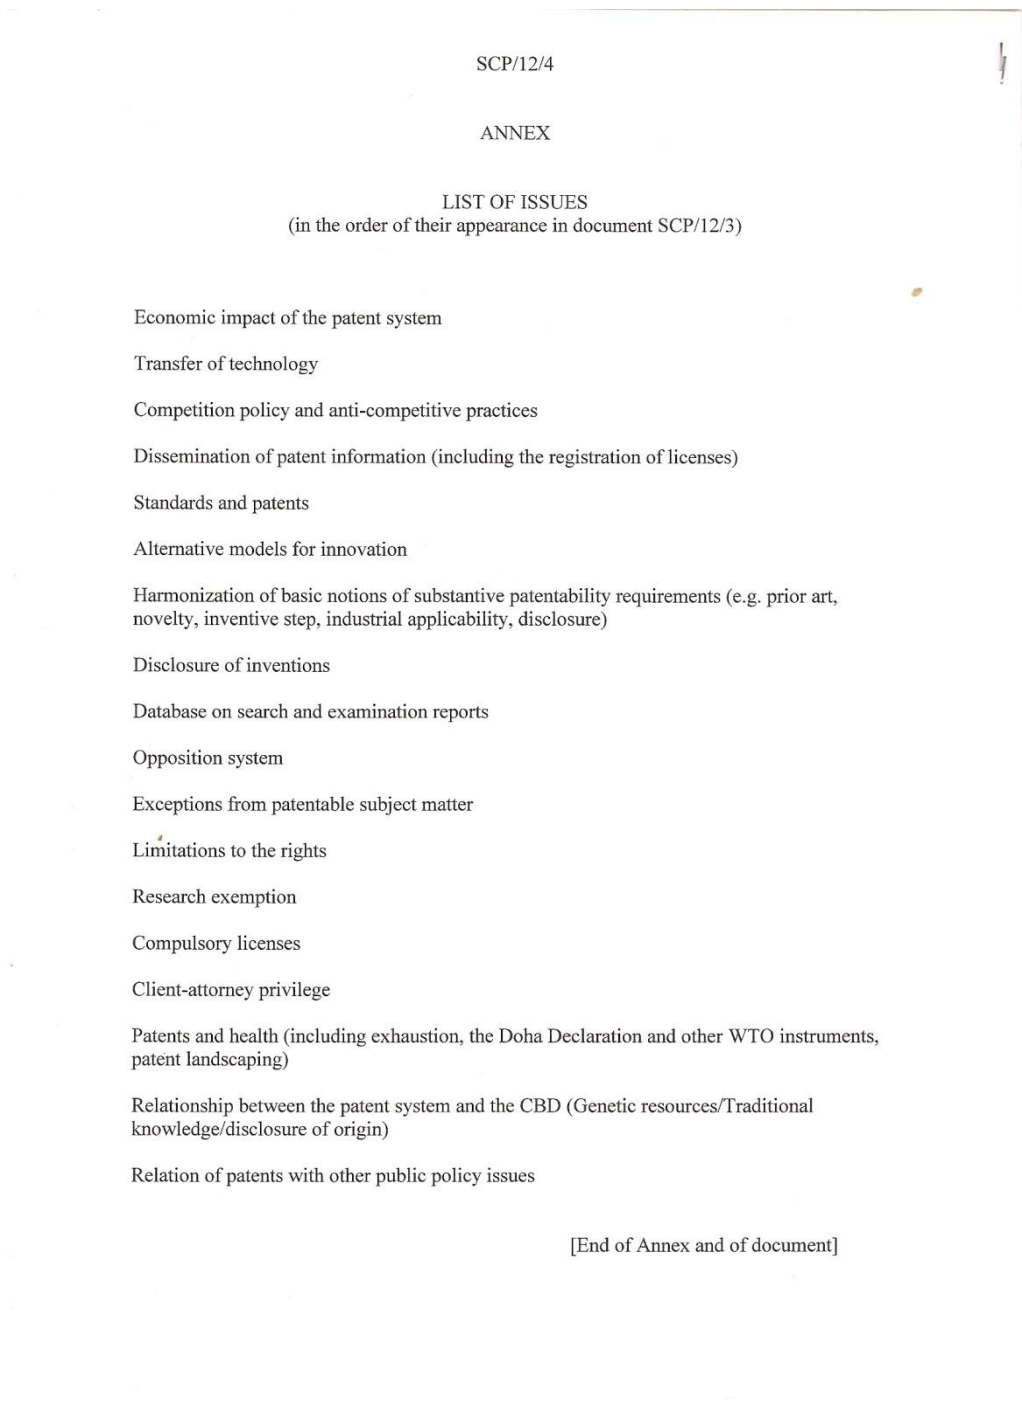 SCP/12/4
ANNEX
LIST OF ISSUES
(in the order of their appearance in document SCP/12/3)
Economic impact of the patent system
Transfer of technology
Competition policy and anti-competitive practices
Dissemination of patent information (including the registration of licenses)
Standards and patents
Alternative models for innovation
Harmonization of basic notions of substantive patentability requirements (e.g. prior art,
novelty, inventive step, industrial applicability, disclosure)
Disclosure of inventions
Database on search and examination reports
Opposition system
Exceptions from patentable subject matter
Limitations to the rights
Research exemption
Compulsory licenses
Client-attorney privilege
Patents and health (including exhaustion, the Doha Declaration and other WTO instruments,
patent landscaping)
Relationship between the patent system and the CBD (Genetic resources/Traditional
knowledge/disclosure of origin)
Relation of patents with other public policy issues
[End of Annex and of document]